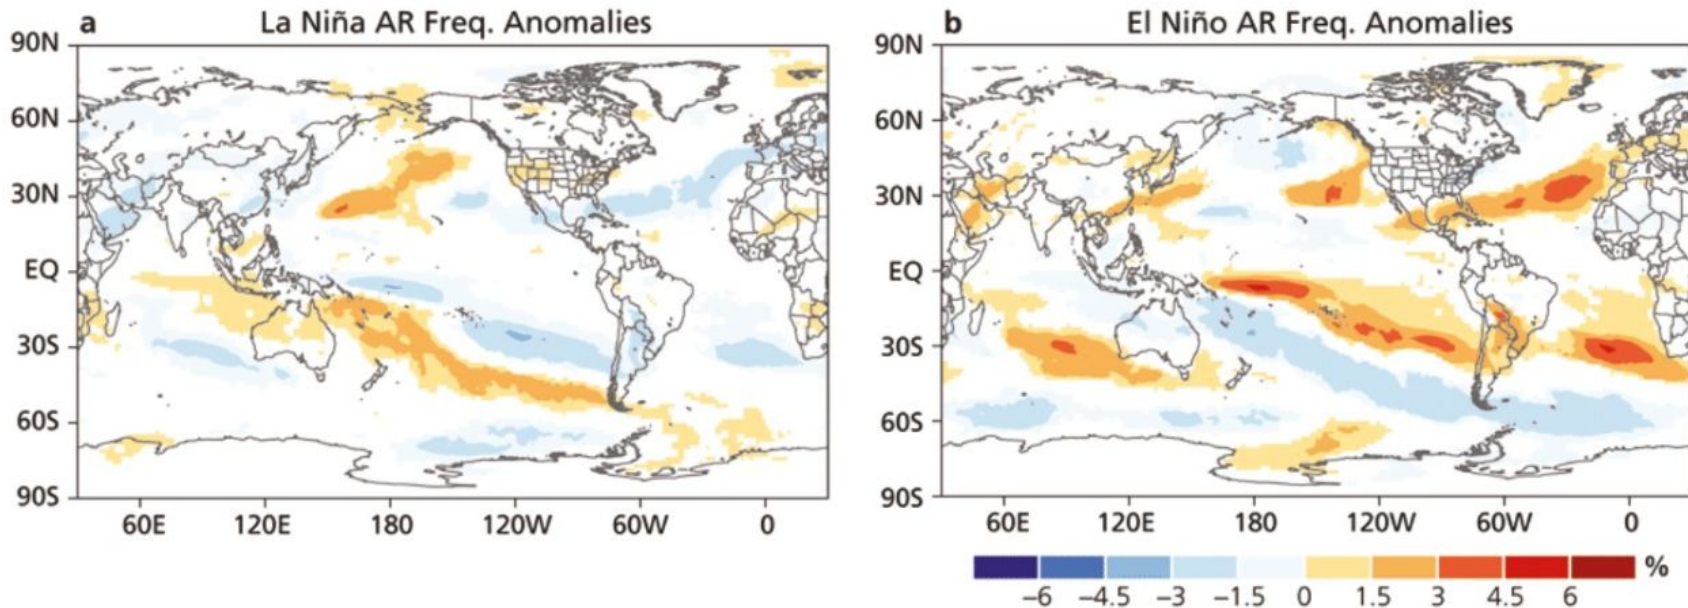 a La Niña AR Freq. Anomalies
90N
60N
30N
EQ
30S
60S
90S
60E 120E 180 120W 60W 0
b El Niño AR Freq. Anomalies
90N
60N
30N
EQ
30S
60S
90S
60E 120E 180 120W 60W 0
%
−6 −4.5 −3 −1.5 0 1.5 3 4.5 6